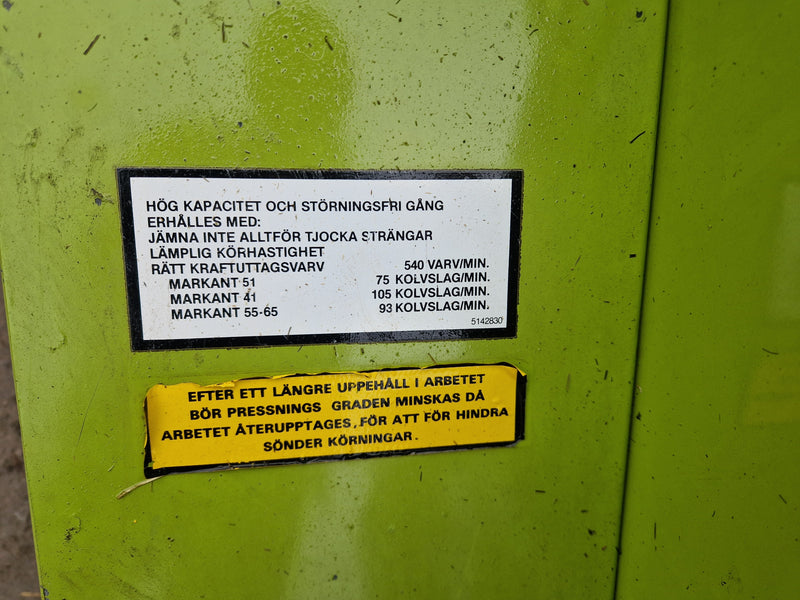 HÖG KAPACITET OCH STÖRNINGSFRI GÅNG
ERHÅLLES MED:
JÄMNA INTE ALLTFÖR TJOCKA STRÄNGAR
LÄMPLIG KÖRHASTIGHET
RÄTT KRAFTUTTAGSVARV 540 VARV/MIN.
MARKANT 51 75 KOLVSLAG/MIN.
MARKANT 41 105 KOLVSLAG/MIN.
MARKANT 55-65 93 KOLVSLAG/MIN.
5142830
EFTER ETT LÄNGRE UPPEHÅLL I ARBETET
BÖR PRESSNINGS GRADEN MINSKAS DÅ
ARBETET ÅTERUPPTAGES, FÖR ATT FÖR HINDRA
SÖNDER KÖRNINGAR.